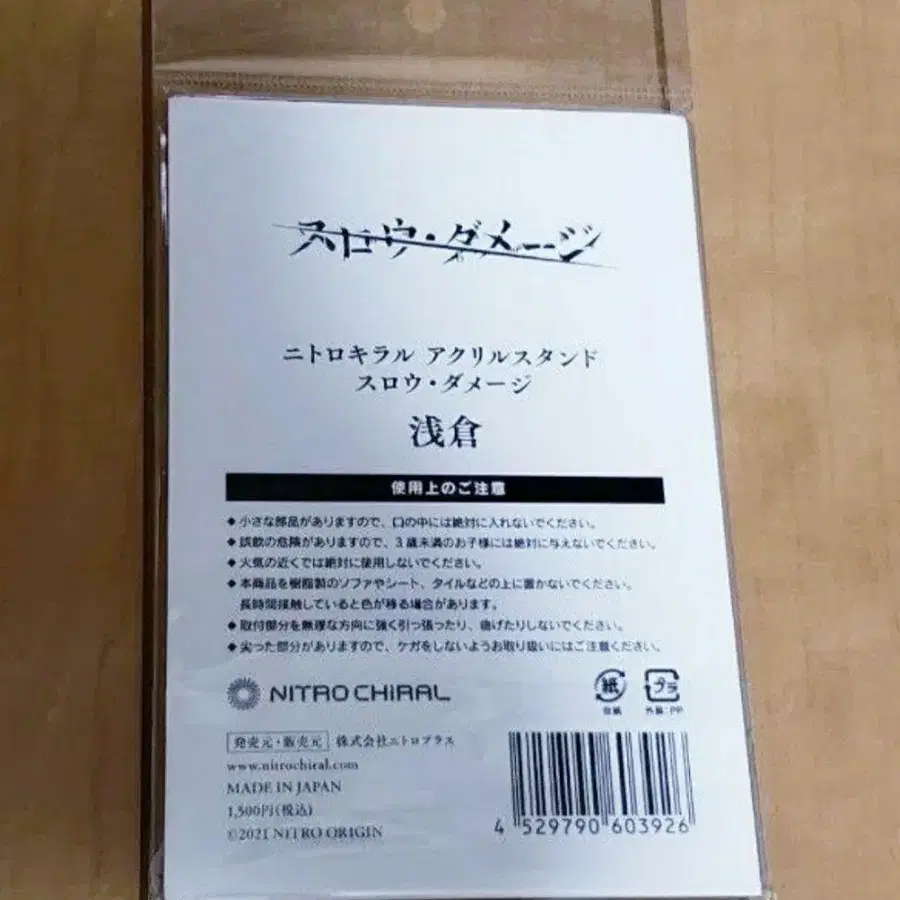 スロウ・ダメージ
ニトロキラル アクリルスタンド
スロウ・ダメージ
浅倉
使用上のご注意
◆小さな部品がありますので、口の中には絶対に入れないでください。
◆誤飲の危険がありますので、3歳未満のお子様には絶対に与えないでください。
◆火気の近くでは絶対に使用しないでください。
◆本商品を樹脂製のソファやシート、タイルなどの上に置かないでください。
長時間接触していると色が移る場合があります。
◆取付部分を無理な方向に強く引っ張ったり、曲げたりしないでください。
◆尖った部分がありますので、ケガをしないようお取り扱いにはご注意ください。
NITRO CHIRAL
紙
台紙
プラ
外装:PP
発売元・販売元 株式会社ニトロプラス
www.nitrochiral.com
MADE IN JAPAN
1,500円(税込)
©2021 NITRO ORIGIN
4 529790 603926